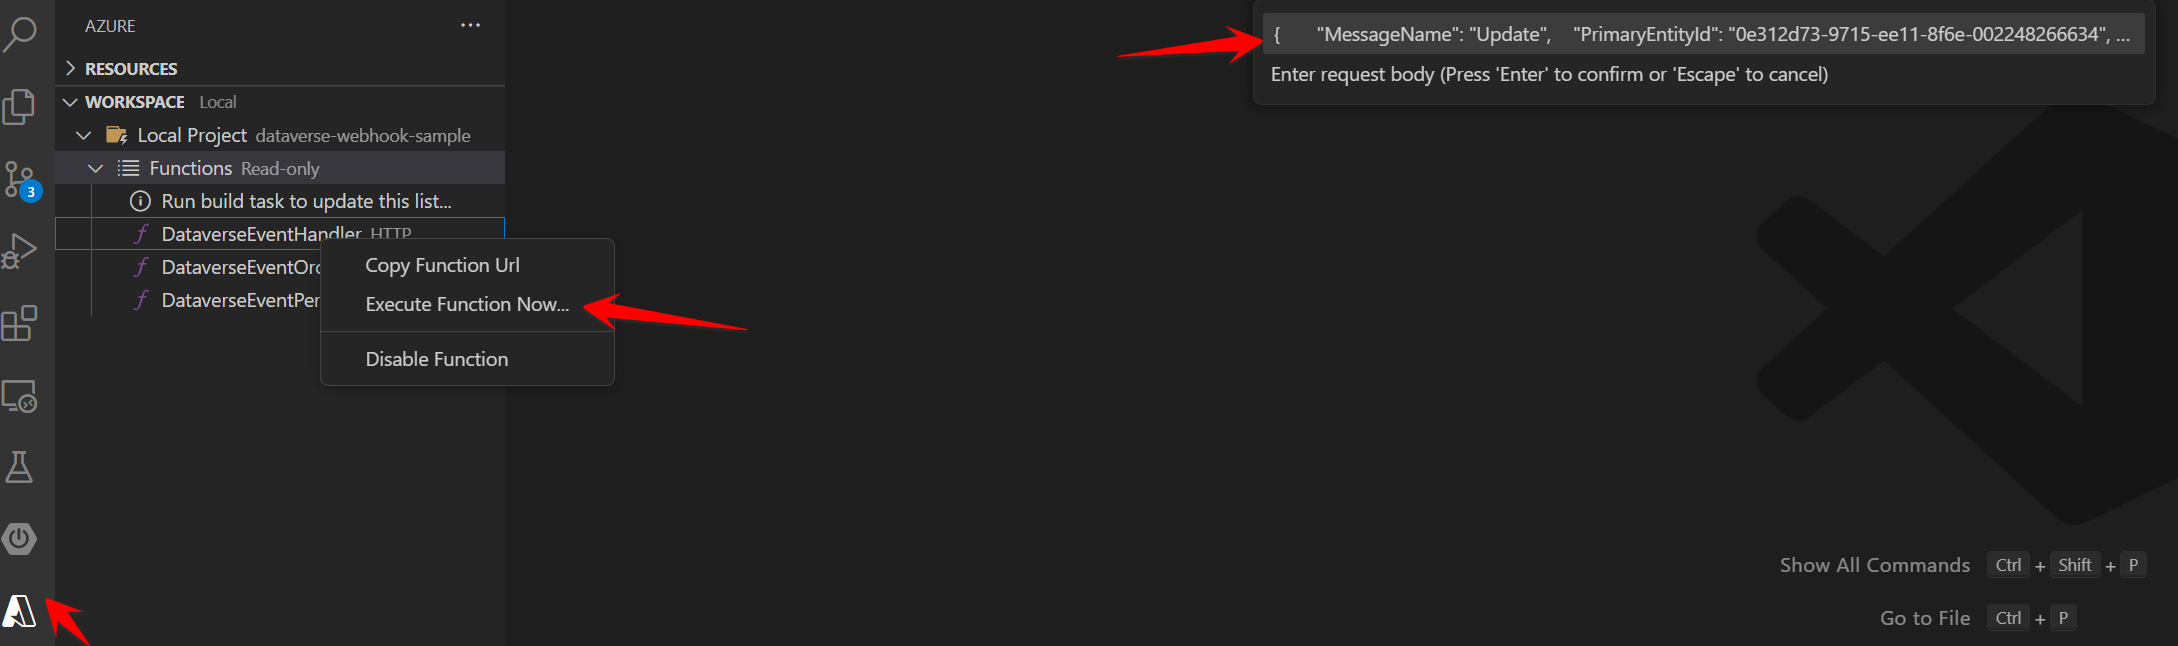 AZURE
RESOURCES
WORKSPACE Local
Local Project dataverse-webhook-sample
Functions Read-only
3
Run build task to update this list...
DataverseEventHandler HTTP
DataverseEventOrc
DataverseEventPer
Copy Function Url
Execute Function Now...
Disable Function
{ "MessageName": "Update", "PrimaryEntityId": "0e312d73-9715-ee11-8f6e-002248266634", ...
Enter request body (Press 'Enter' to confirm or 'Escape' to cancel)
Show All Commands Ctrl + Shift + P
Go to File Ctrl + P